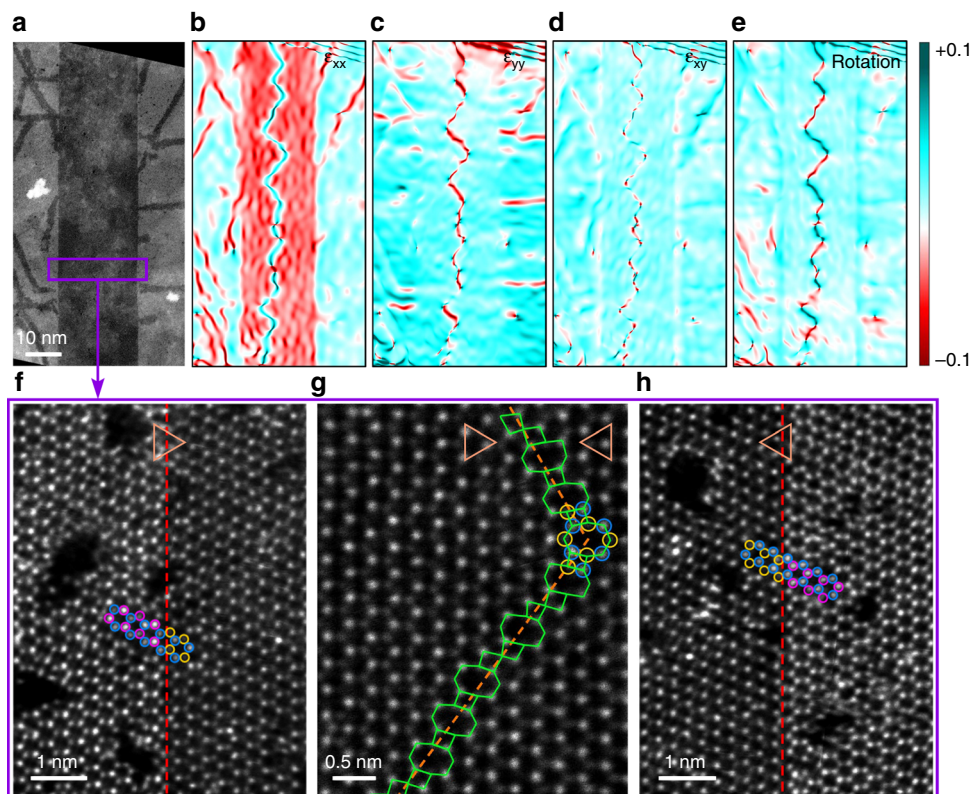 a b c d e
εxx εyy εxy Rotation +0.1
10 nm −0.1
f g h
1 nm 0.5 nm 1 nm